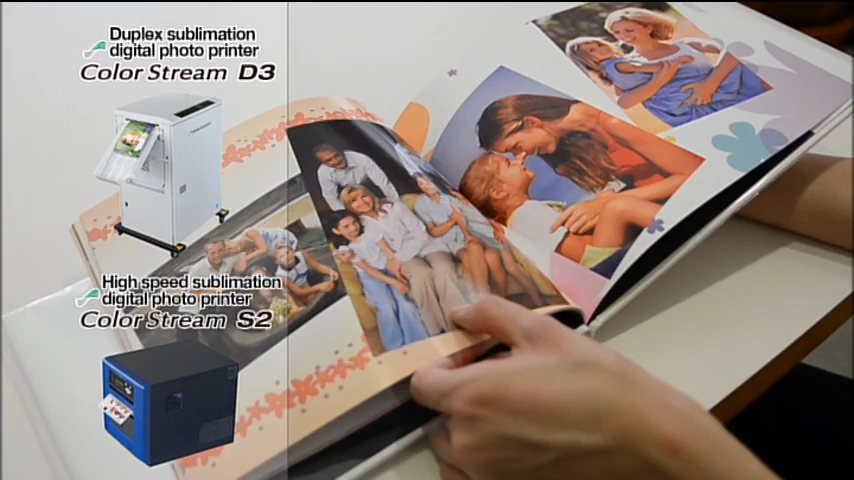 Duplex sublimation
digital photo printer
Color Stream D3
High speed sublimation
digital photo printer
Color Stream S2